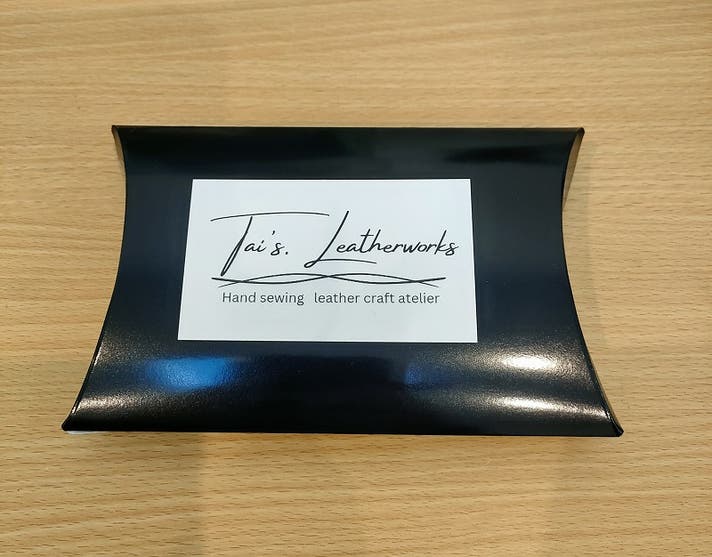 Tai's. Leatherworks
Hand sewing leather craft atelier